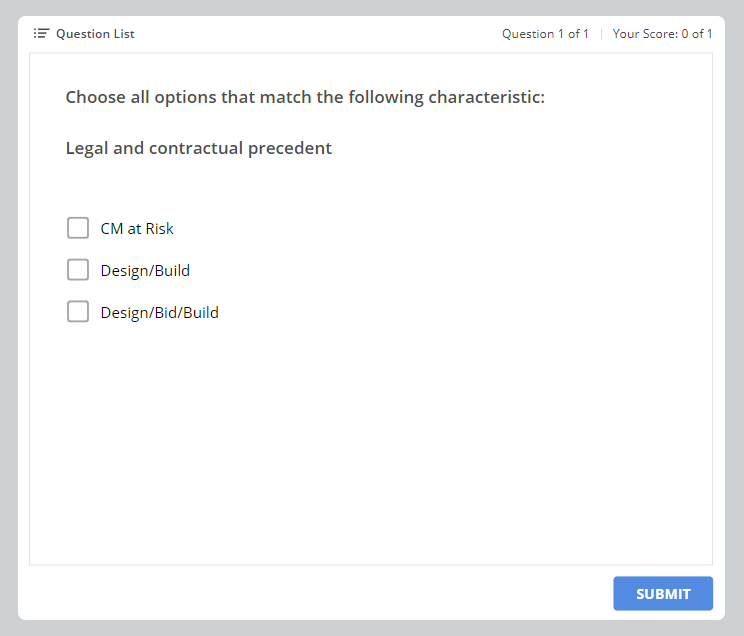 Question List
Question 1 of 1
Your Score: 0 of 1
Choose all options that match the following characteristic:
Legal and contractual precedent
CM at Risk
Design/Build
Design/Bid/Build
SUBMIT